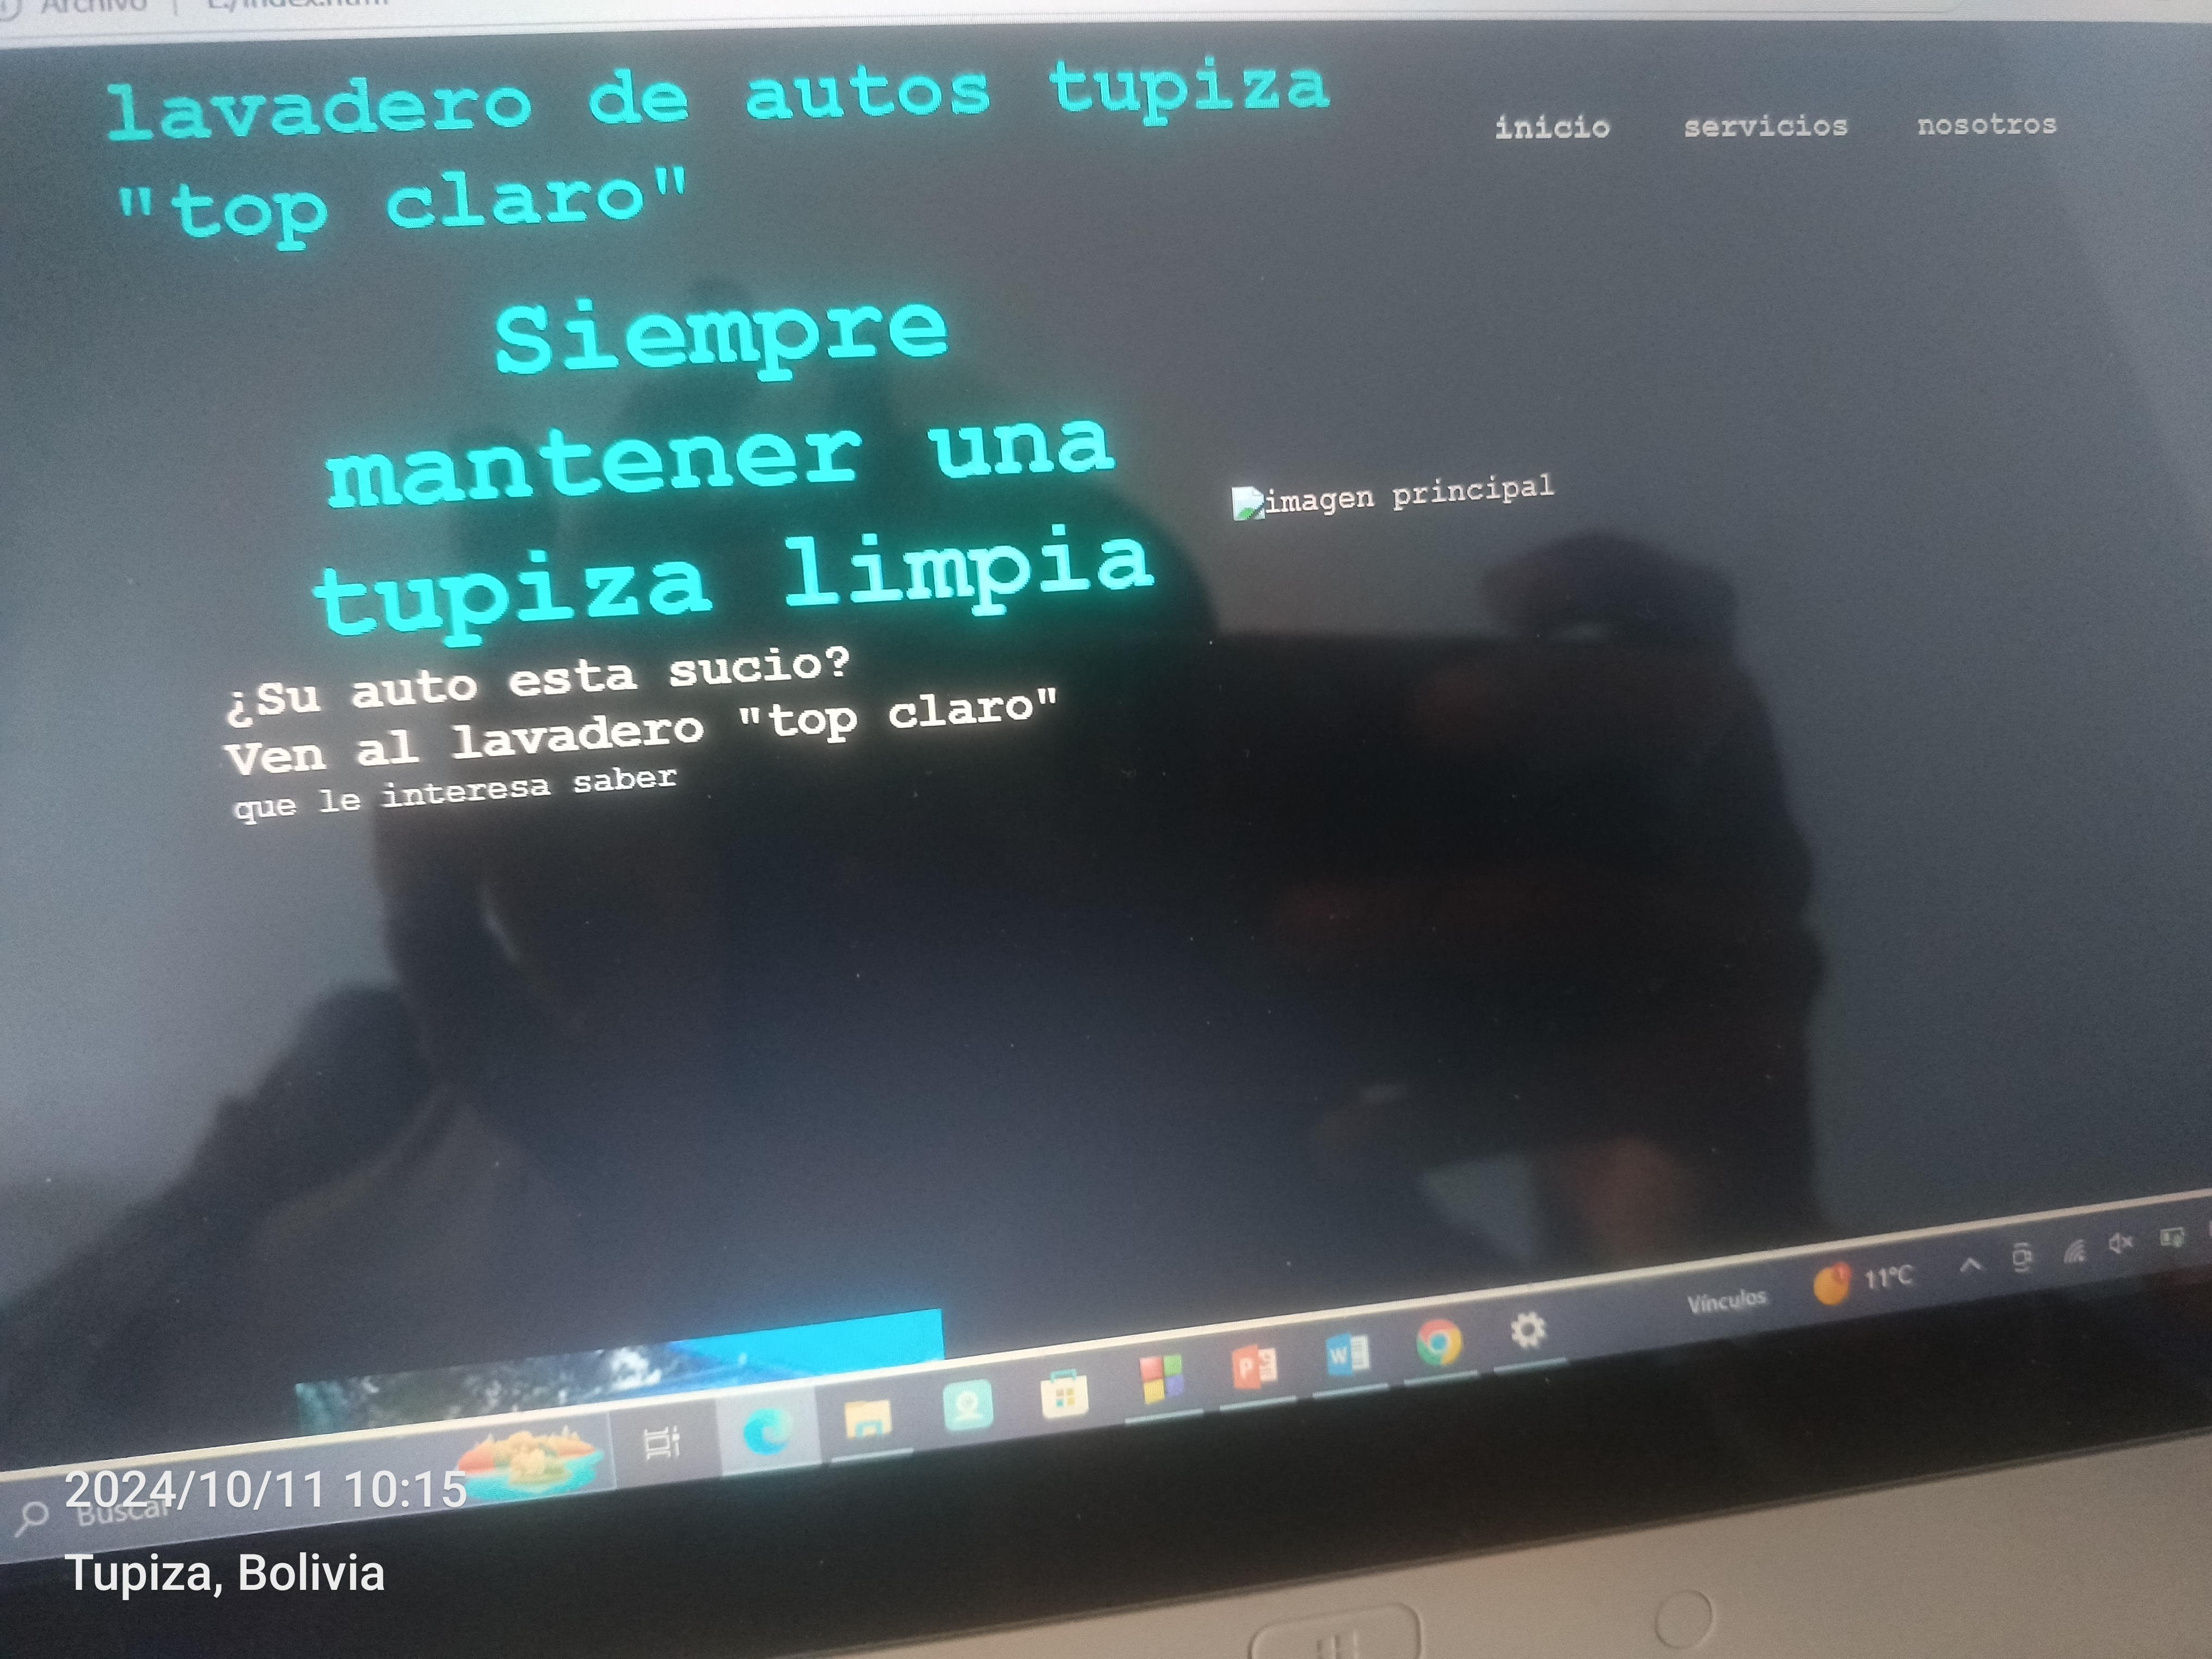 Archivo
E:/index.html
lavadero de autos tupiza
"top claro"
inicio servicios nosotros
Siempre
mantener una
tupiza limpia
imagen principal
¿Su auto esta sucio?
Ven al lavadero "top claro"
que le interesa saber
Vínculos 11°C
Buscar
2024/10/11 10:15
Tupiza, Bolivia